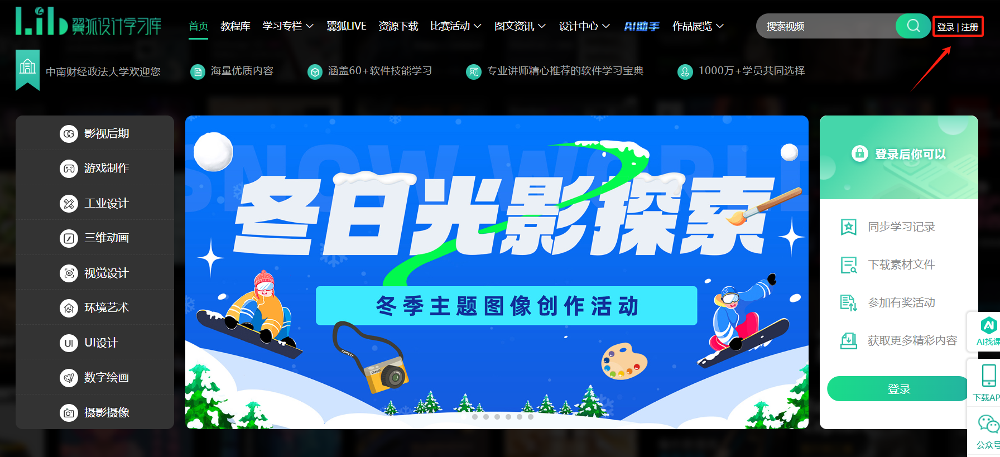 Lib 翼狐设计学习库
首页 教程库 学习专栏 翼狐LIVE 资源下载 比赛活动 图文资讯 设计中心 AI助手 作品展览
搜索视频
登录 | 注册
中南财经政法大学欢迎您
海量优质内容
涵盖60+软件技能学习
专业讲师精心推荐的软件学习宝典
1000万+学员共同选择
影视后期
游戏制作
工业设计
三维动画
视觉设计
环境艺术
UI UI设计
数字绘画
摄影摄像
SNOW WORLD
冬日光影探索
冬季主题图像创作活动
CAMERA
CAMERA
登录后你可以
同步学习记录
下载素材文件
参加有奖活动
获取更多精彩内容
登录
AI
AI找课
下载AP
公众号